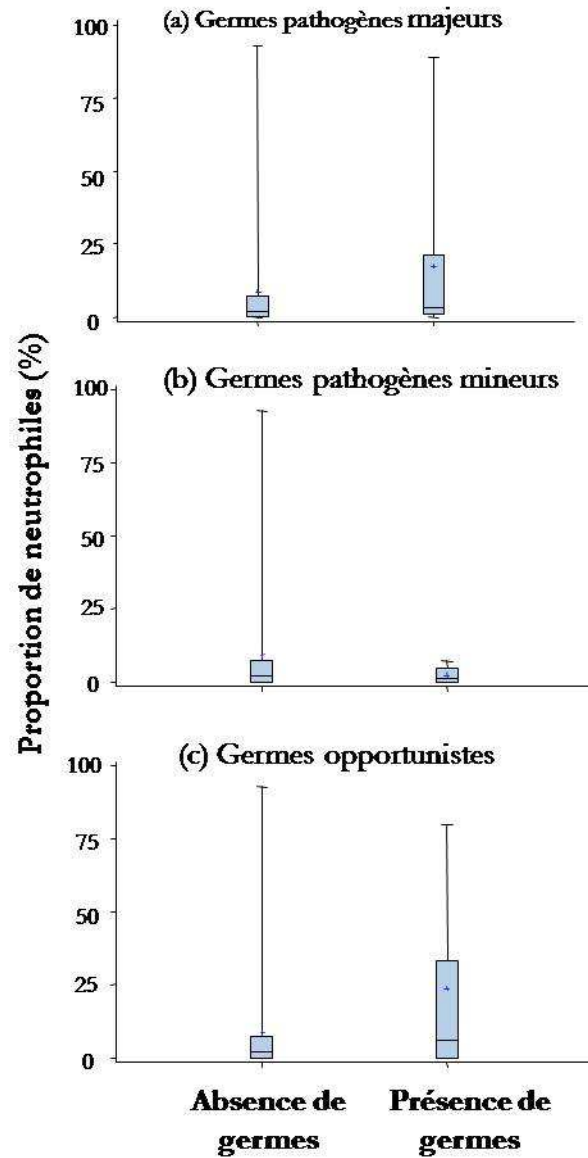 Proportion de neutrophiles (%)
(a) Germes pathogènes majeurs
100
75
50
25
0
(b) Germes pathogènes mineurs
100
75
50
25
0
(c) Germes opportunistes
100
75
50
25
0
Absence de
germes
Présence de
germes